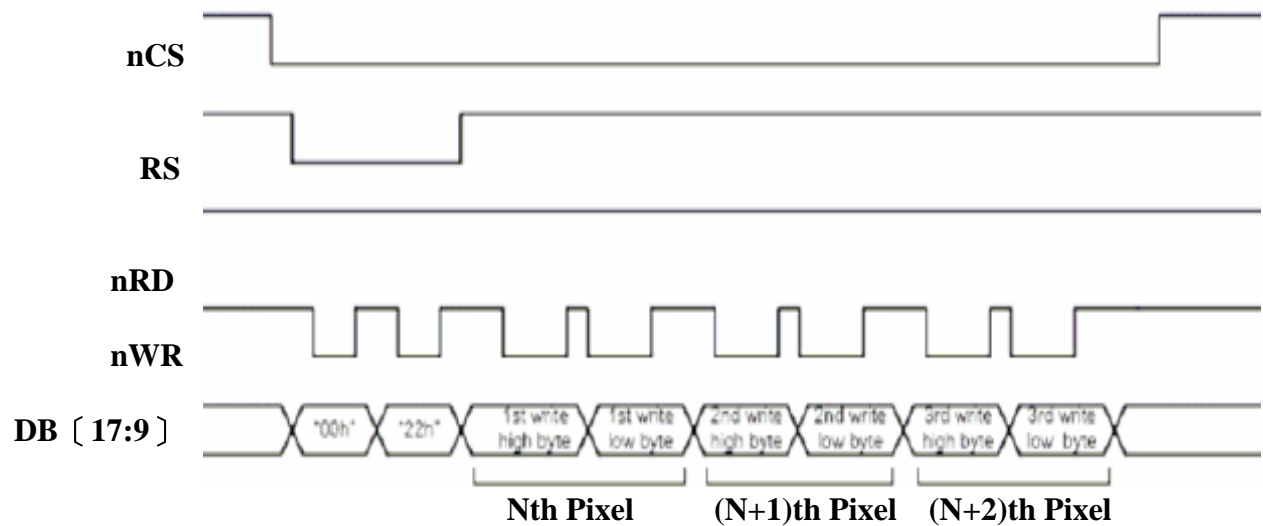 nCS
RS
nRD
nWR
DB〔17:9〕
"00h"
"22h"
1st write
high byte
1st write
low byte
2nd write
high byte
2nd write
low byte
3rd write
high byte
3rd write
low byte
Nth Pixel
(N+1)th Pixel
(N+2)th Pixel